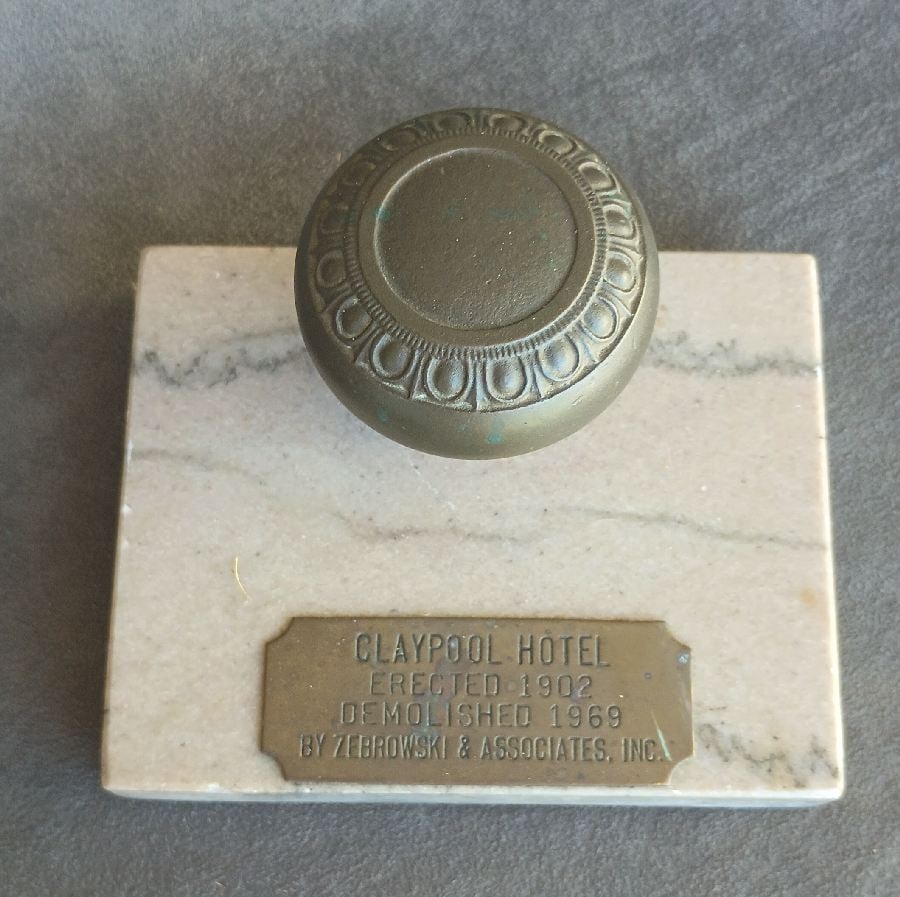 CLAYPOOL HOTEL
ERECTED 1902
DEMOLISHED 1969
BY ZEBROWSKI & ASSOCIATES, INC.